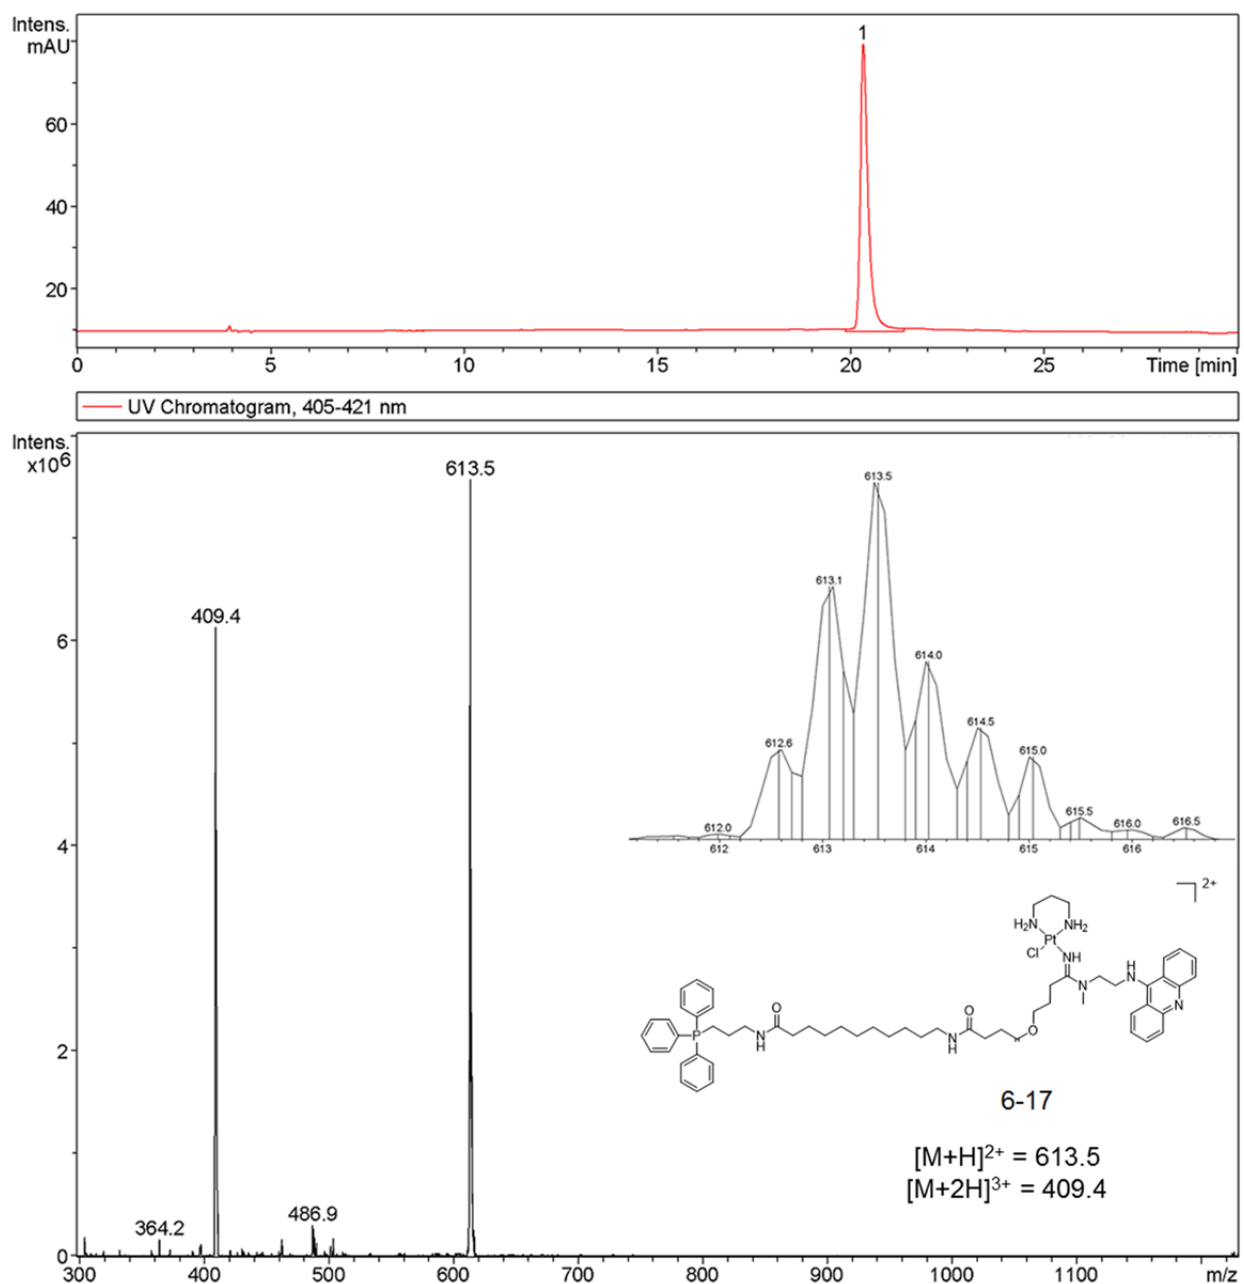 Intens.
mAU
1
60
40
20
0 5 10 15 20 25 Time [min]
UV Chromatogram, 405-421 nm
Intens.
x10⁶
613.5
409.4
6
4
2
0
364.2
486.9
300 400 500 600 700 800 900 1000 1100 m/z
613.5
613.1
614.0
612.6
614.5
615.0
615.5
612.0
616.0
616.5
612 613 614 615 616
2+
H₂N NH₂
Pt
Cl
NH
H
N
N
N
O
O
P
N
H
N
H
O
6-17
[M+H]²⁺ = 613.5
[M+2H]³⁺ = 409.4